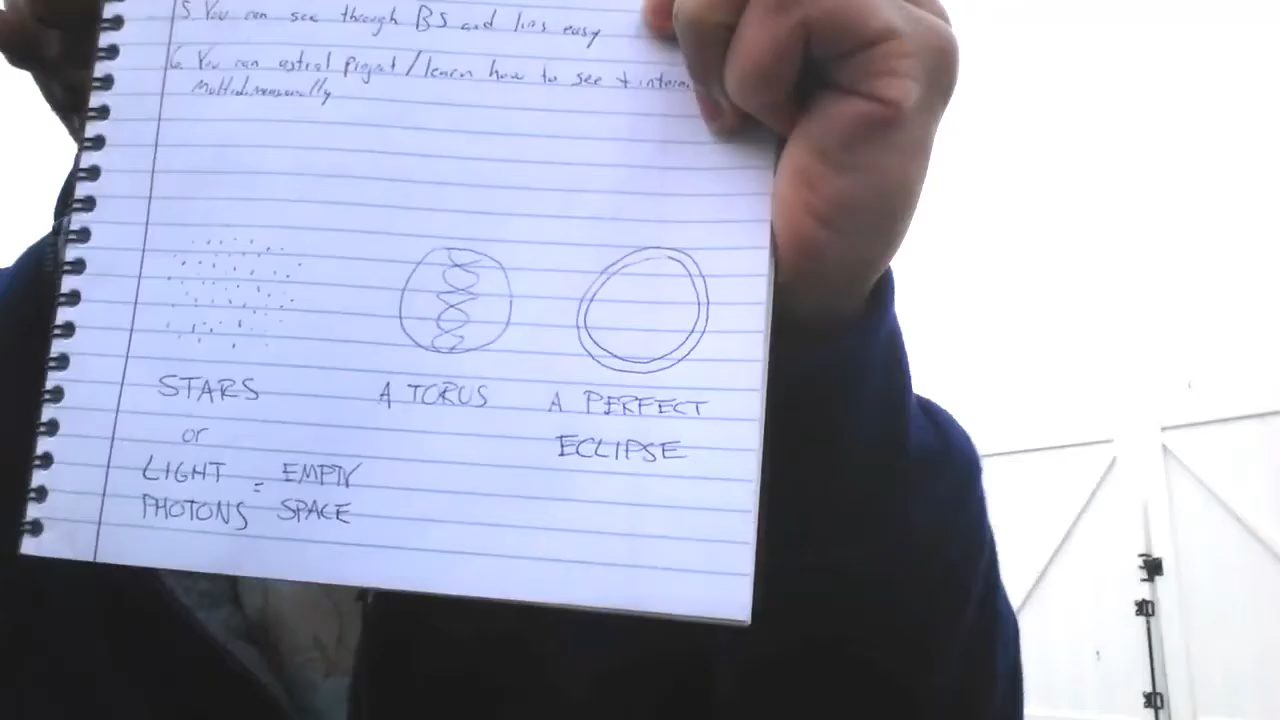 5. You can see through BS and lies easy
6. You can astral project/learn how to see +
Multidimensionally
STARS
or
LIGHT = EMPTY
PHOTONS SPACE
A TORUS
A PERFECT
ECLIPSE